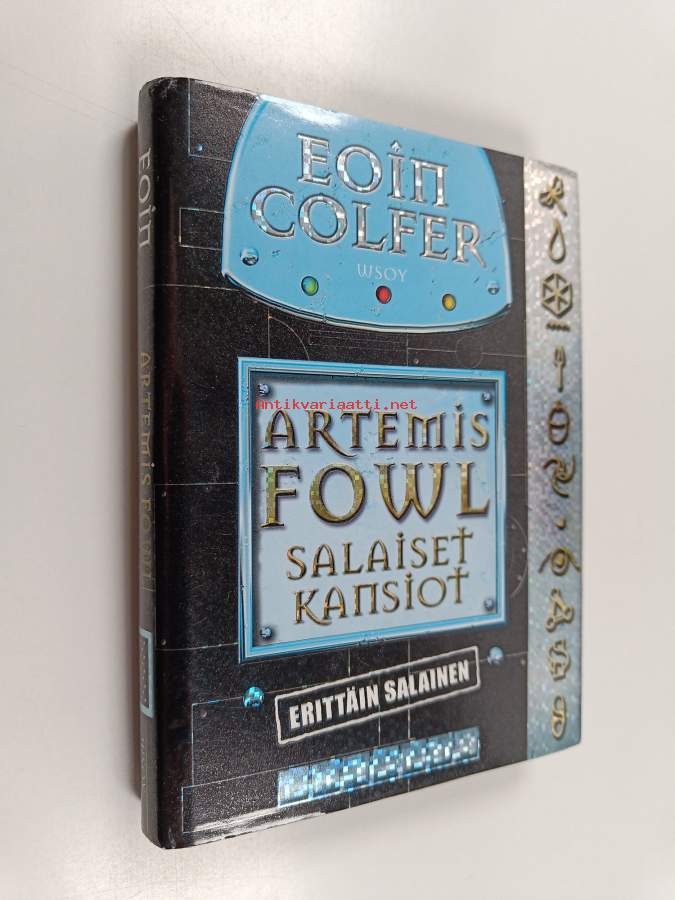 EOIN
COLFER
WSOY
Antikvariaatti.net
ARTEMIS
FOWL
SALAISET
KANSIOT
ERITTÄIN SALAINEN
EOIN
ARTEMIS FOWL